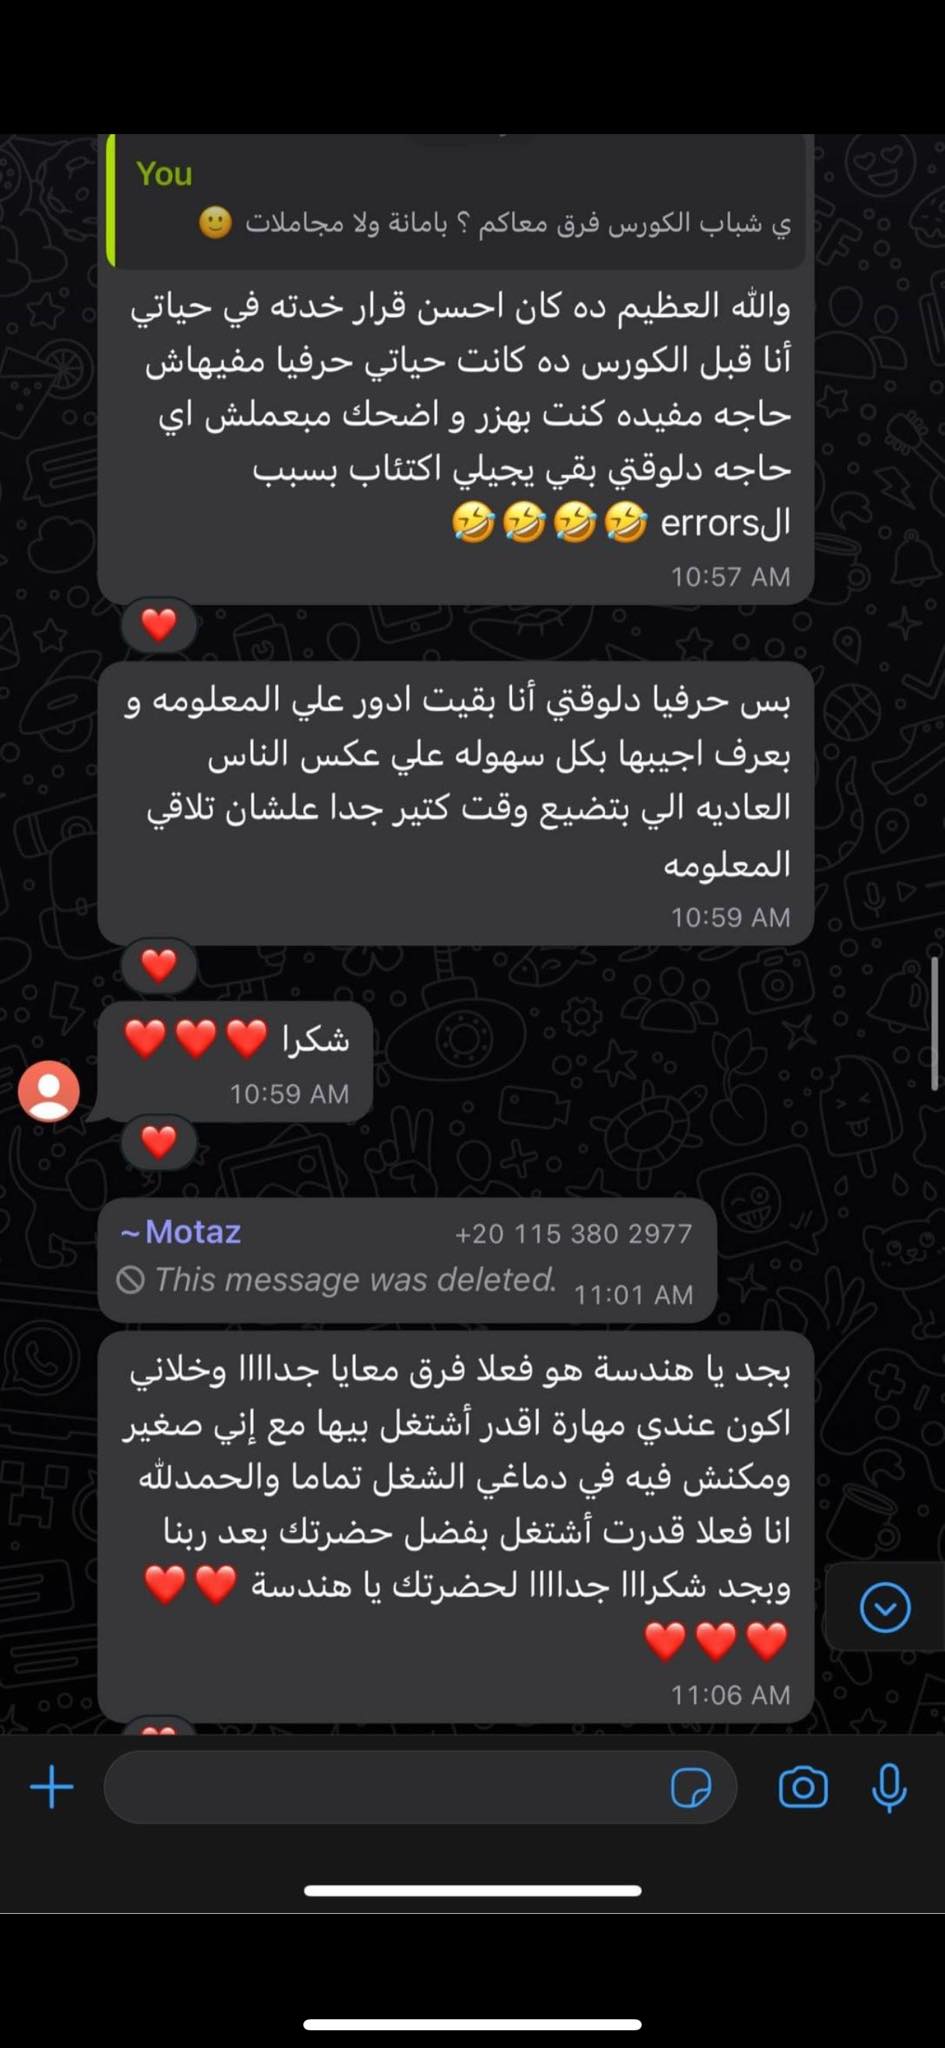 You
ي شباب الكورس فرق معاكم ؟ بامانة ولا مجاملات 🙂
والله العظيم ده كان احسن قرار خدته في حياتي
أنا قبل الكورس ده كانت حياتي حرفيا مفيهاش
حاجه مفيده كنت بهزر و اضحك مبعملش اي
حاجه دلوقتي بقي يجيلي اكتئاب بسبب
الerrors 🤣🤣🤣🤣
10:57 AM
❤️
بس حرفيا دلوقتي أنا بقيت ادور علي المعلومه و
بعرف اجيبها بكل سهوله علي عكس الناس
العاديه الي بتضيع وقت كتير جدا علشان تلاقي
المعلومه
10:59 AM
❤️
شكرا ❤️❤️❤️
10:59 AM
❤️
~Motaz +20 115 380 2977
This message was deleted. 11:01 AM
بجد يا هندسة هو فعلا فرق معايا جداااا وخلاني
اكون عندي مهارة اقدر أشتغل بيها مع إني صغير
ومكنش فيه في دماغي الشغل تماما والحمدلله
انا فعلا قدرت أشتغل بفضل حضرتك بعد ربنا
وبجد شكرااا جداااا لحضرتك يا هندسة ❤️❤️
❤️❤️❤️
11:06 AM